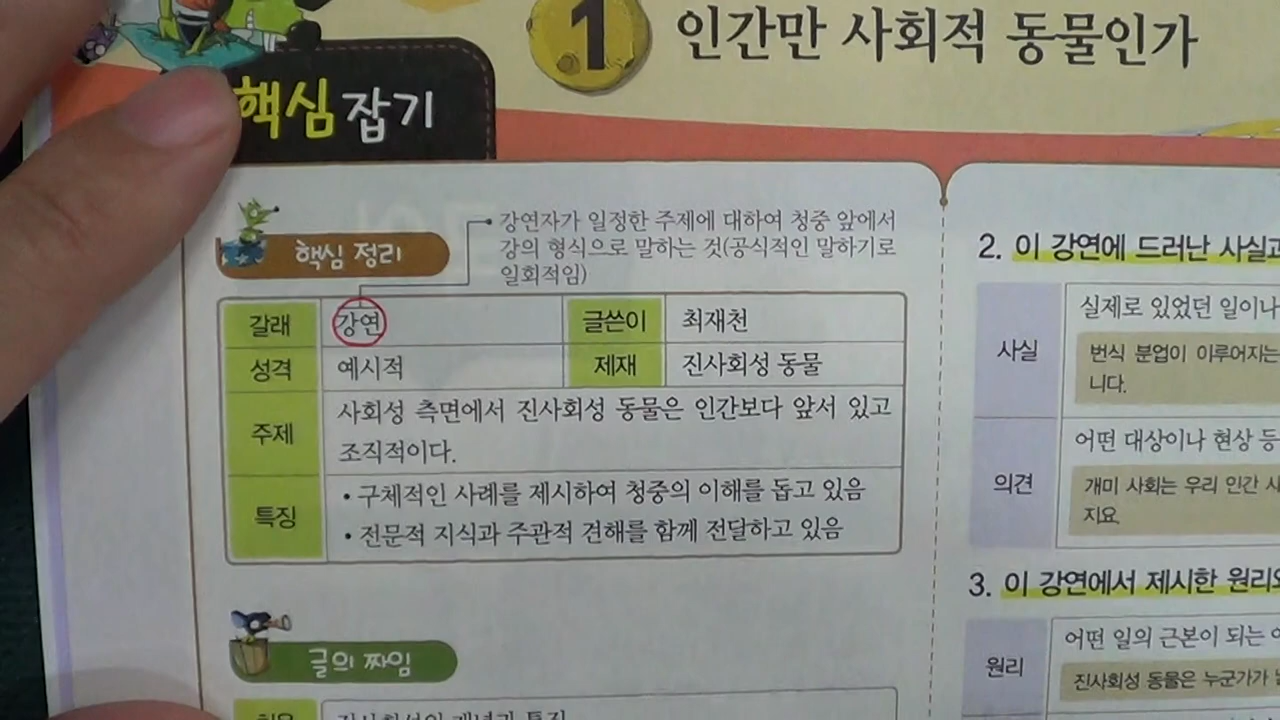 1 인간만 사회적 동물인가
핵심 잡기
핵심 정리
강연자가 일정한 주제에 대하여 청중 앞에서
강의 형식으로 말하는 것(공식적인 말하기로
일회적임)
갈래 강연 글쓴이 최재천
성격 예시적 제재 진사회성 동물
주제 사회성 측면에서 진사회성 동물은 인간보다 앞서 있고
조직적이다.
특징 • 구체적인 사례를 제시하여 청중의 이해를 돕고 있음
• 전문적 지식과 주관적 견해를 함께 전달하고 있음
글의 짜임
2. 이 강연에 드러난 사실과
사실 실제로 있었던 일이나
번식 분업이 이루어지는
니다.
의견 어떤 대상이나 현상 등
개미 사회는 우리 인간 사
지요.
3. 이 강연에서 제시한 원리와
원리 어떤 일의 근본이 되는
진사회성 동물은 누군가가